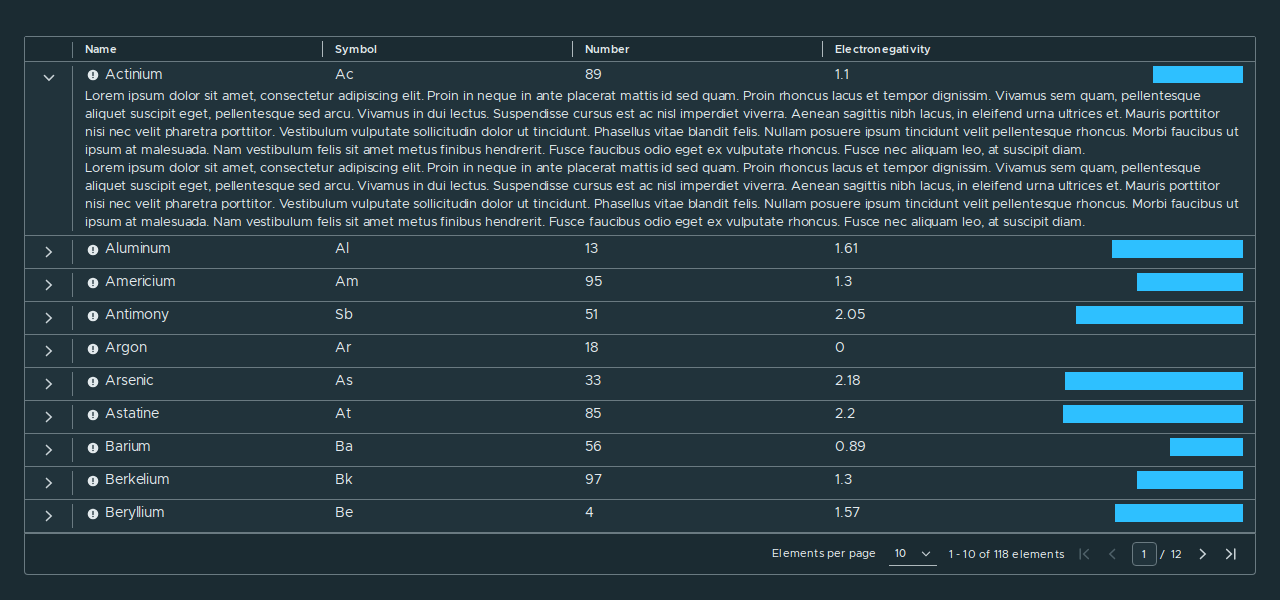 Name Symbol Number Electronegativity
Actinium Ac 89 1.1
Lorem ipsum dolor sit amet, consectetur adipiscing elit. Proin in neque in ante placerat mattis id sed quam. Proin rhoncus lacus et tempor dignissim. Vivamus sem quam, pellentesque
aliquet suscipit eget, pellentesque sed arcu. Vivamus in dui lectus. Suspendisse cursus est ac nisl imperdiet viverra. Aenean sagittis nibh lacus, in eleifend urna ultrices et. Mauris porttitor
nisi nec velit pharetra porttitor. Vestibulum vulputate sollicitudin dolor ut tincidunt. Phasellus vitae blandit felis. Nullam posuere ipsum tincidunt velit pellentesque rhoncus. Morbi faucibus ut
ipsum at malesuada. Nam vestibulum felis sit amet metus finibus hendrerit. Fusce faucibus odio eget ex vulputate rhoncus. Fusce nec aliquam leo, at suscipit diam.
Lorem ipsum dolor sit amet, consectetur adipiscing elit. Proin in neque in ante placerat mattis id sed quam. Proin rhoncus lacus et tempor dignissim. Vivamus sem quam, pellentesque
aliquet suscipit eget, pellentesque sed arcu. Vivamus in dui lectus. Suspendisse cursus est ac nisl imperdiet viverra. Aenean sagittis nibh lacus, in eleifend urna ultrices et. Mauris porttitor
nisi nec velit pharetra porttitor. Vestibulum vulputate sollicitudin dolor ut tincidunt. Phasellus vitae blandit felis. Nullam posuere ipsum tincidunt velit pellentesque rhoncus. Morbi faucibus ut
ipsum at malesuada. Nam vestibulum felis sit amet metus finibus hendrerit. Fusce faucibus odio eget ex vulputate rhoncus. Fusce nec aliquam leo, at suscipit diam.
Aluminum Al 13 1.61
Americium Am 95 1.3
Antimony Sb 51 2.05
Argon Ar 18 0
Arsenic As 33 2.18
Astatine At 85 2.2
Barium Ba 56 0.89
Berkelium Bk 97 1.3
Beryllium Be 4 1.57
Elements per page 10 1 - 10 of 118 elements 1 / 12